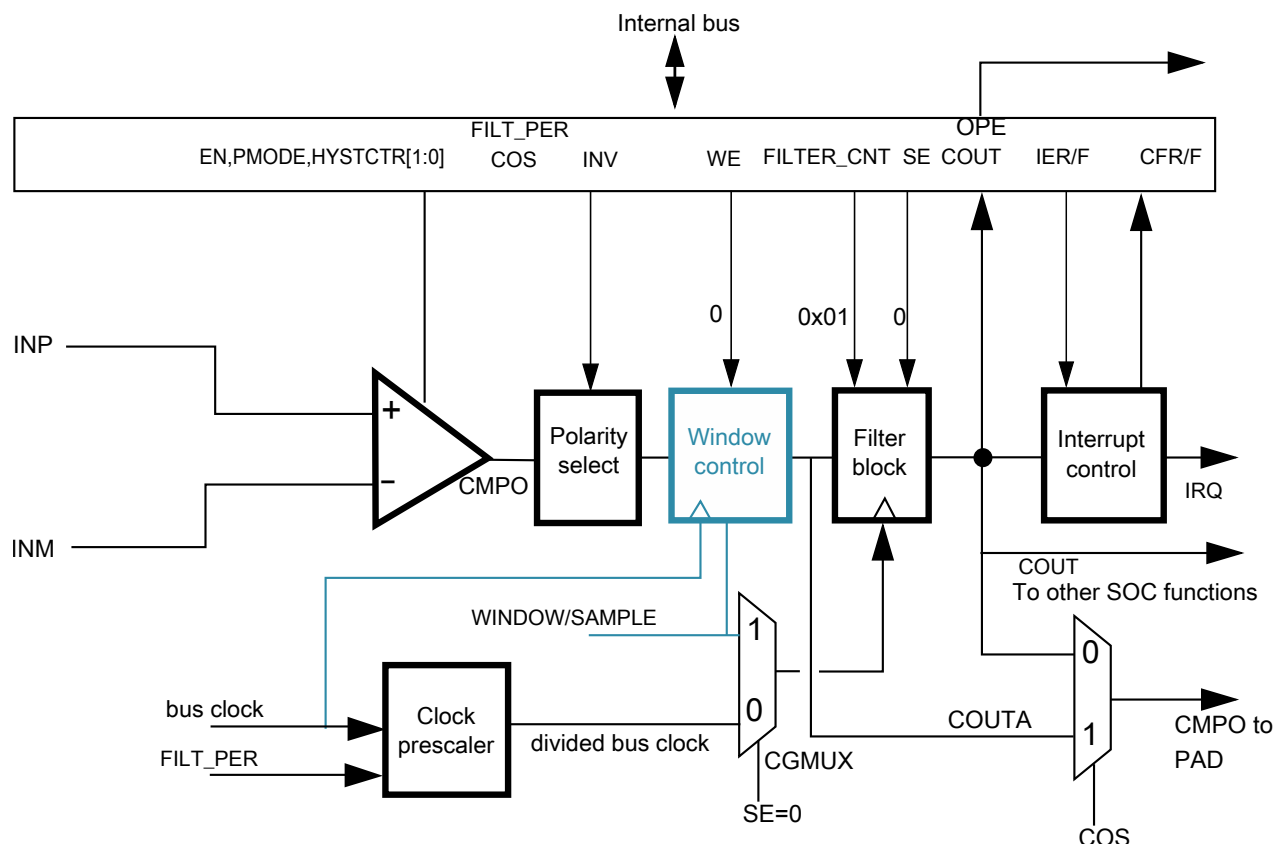 Internal bus
OPE
FILT_PER
EN,PMODE,HYSTCTR[1:0]
COS
INV
WE
FILTER_CNT
SE
COUT
IER/F
CFR/F
0
0x01
0
INP
+
Polarity
select
Window
control
Filter
block
Interrupt
control
−
CMPO
IRQ
INM
COUT
To other SOC functions
WINDOW/SAMPLE
1
0
0
bus clock
Clock
prescaler
divided bus clock
COUTA
1
CMPO to
PAD
FILT_PER
CGMUX
SE=0
COS